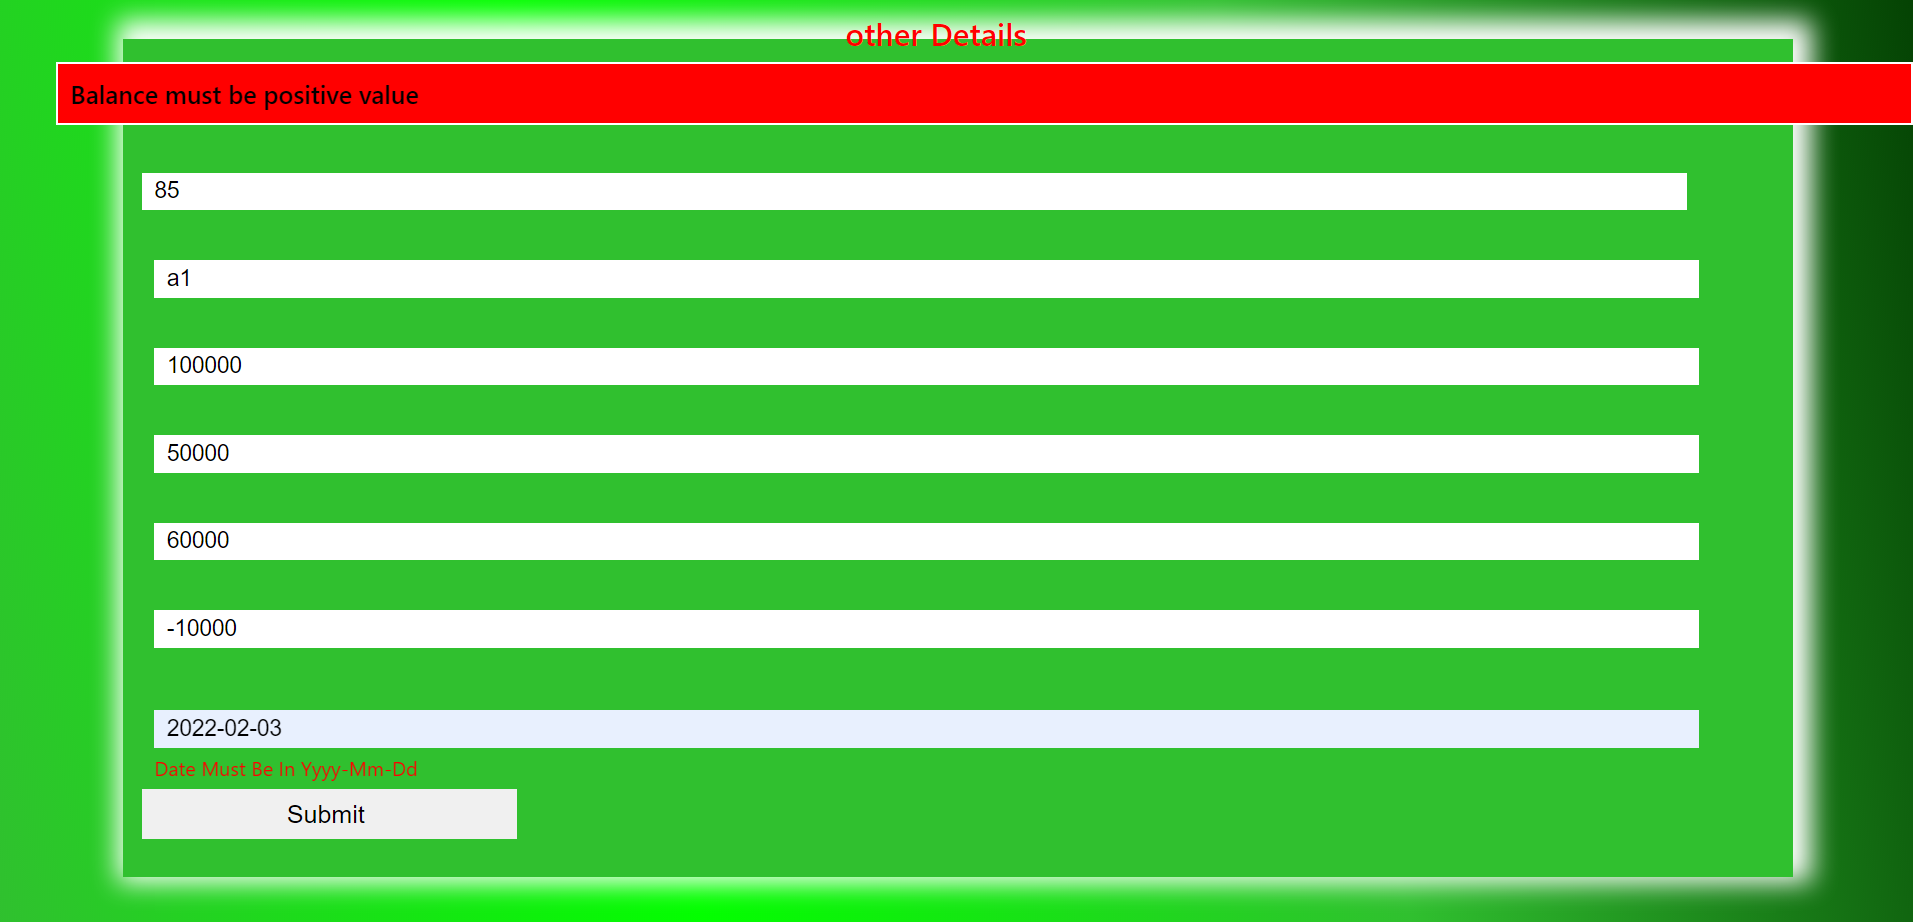 other Details
Balance must be positive value
85
a1
100000
50000
60000
-10000
2022-02-03
Date Must Be In Yyyy-Mm-Dd
Submit